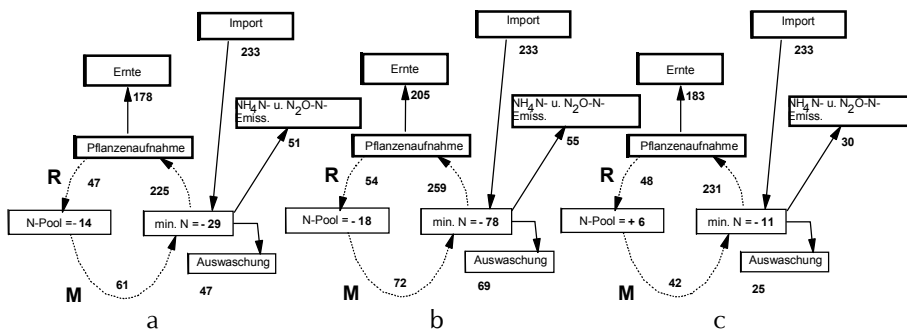 Import
233
Ernte
178
NH4N- u. N2O-N-
Emiss.
51
Pflanzenaufnahme
R
47
225
N-Pool = - 14
min. N = - 29
Auswaschung
M
61
47
a
Import
233
Ernte
205
NH4N- u. N2O-N-
Emiss.
55
Pflanzenaufnahme
R
54
259
N-Pool = - 18
min. N = - 78
Auswaschung
M
72
69
b
Import
233
Ernte
183
NH4N- u. N2O-N-
Emiss.
30
Pflanzenaufnahme
R
48
231
N-Pool = + 6
min. N = - 11
Auswaschung
M
42
25
c